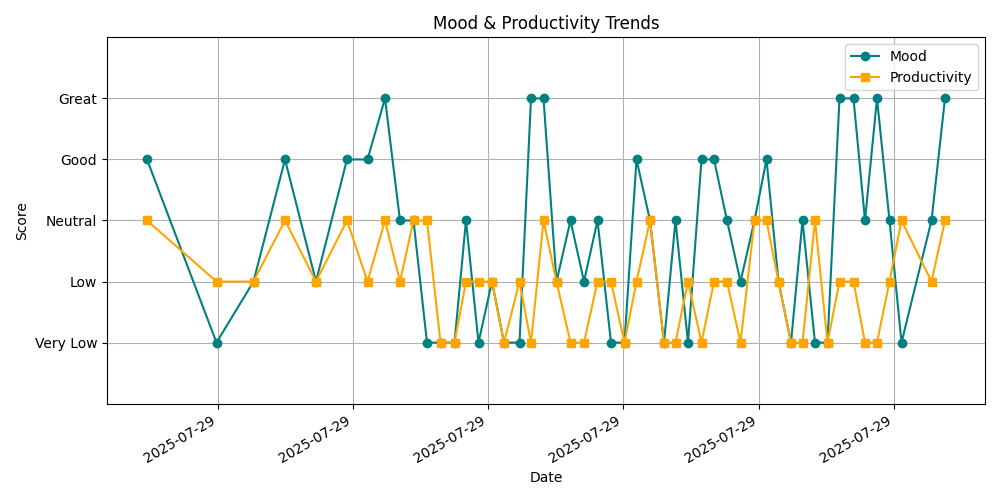 Mood & Productivity Trends
Mood
Productivity
Great
Good
Neutral
Low
Very Low
Score
2025-07-29
2025-07-29
2025-07-29
2025-07-29
2025-07-29
2025-07-29
Date